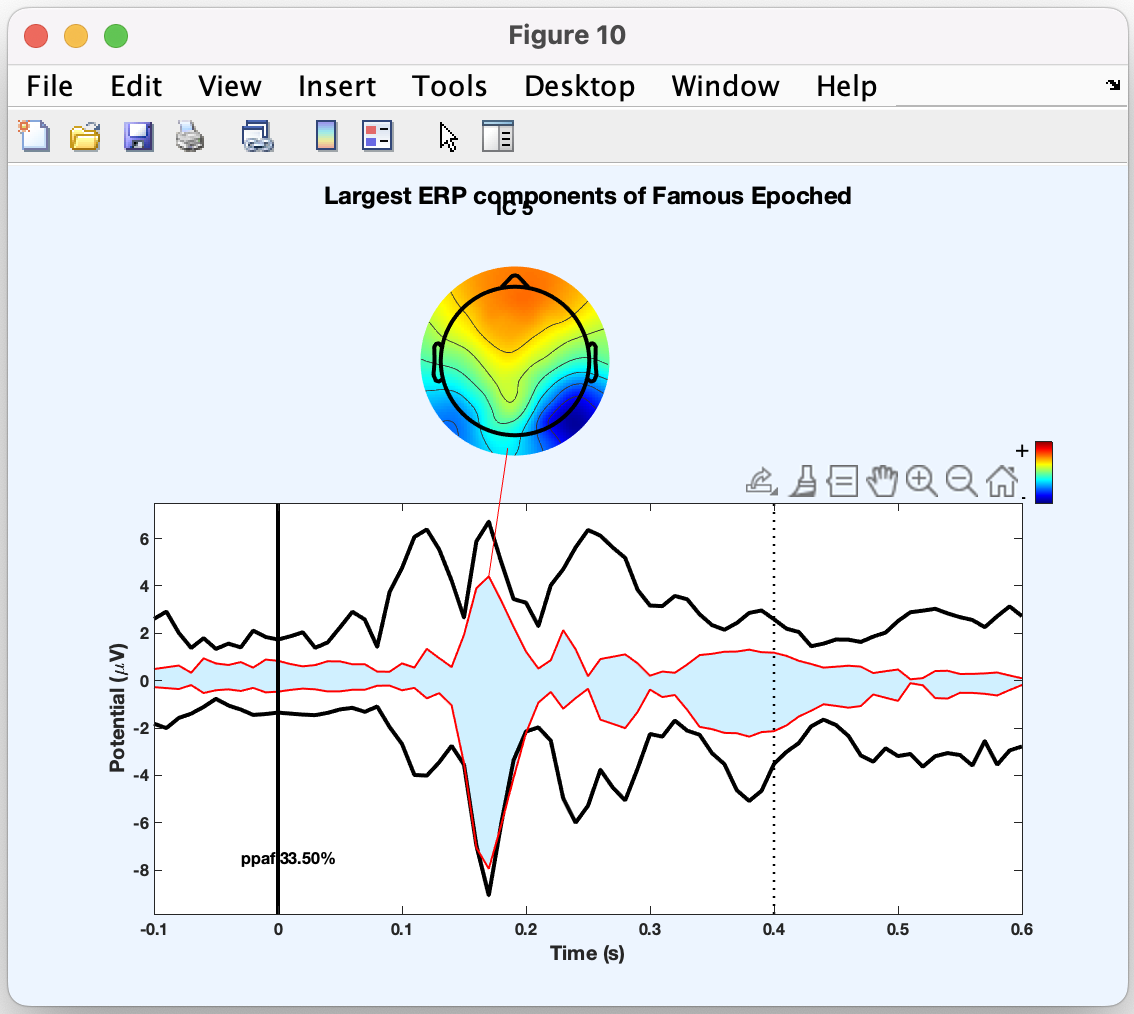 Figure 10
File Edit View Insert Tools Desktop Window Help
Largest ERP components of Famous Epoched
IC 5
+
-
6
4
2
0
-2
-4
-6
-8
Potential (μV)
ppaf 33.50%
-0.1 0 0.1 0.2 0.3 0.4 0.5 0.6
Time (s)